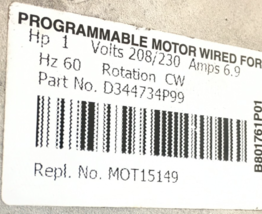 PROGRAMMABLE MOTOR WIRED FOR
Hp 1 Volts 208/230 Amps 6.9
Hz 60 Rotation CW
Part No. D344734P99
Repl. No. MOT15149
B801761P01